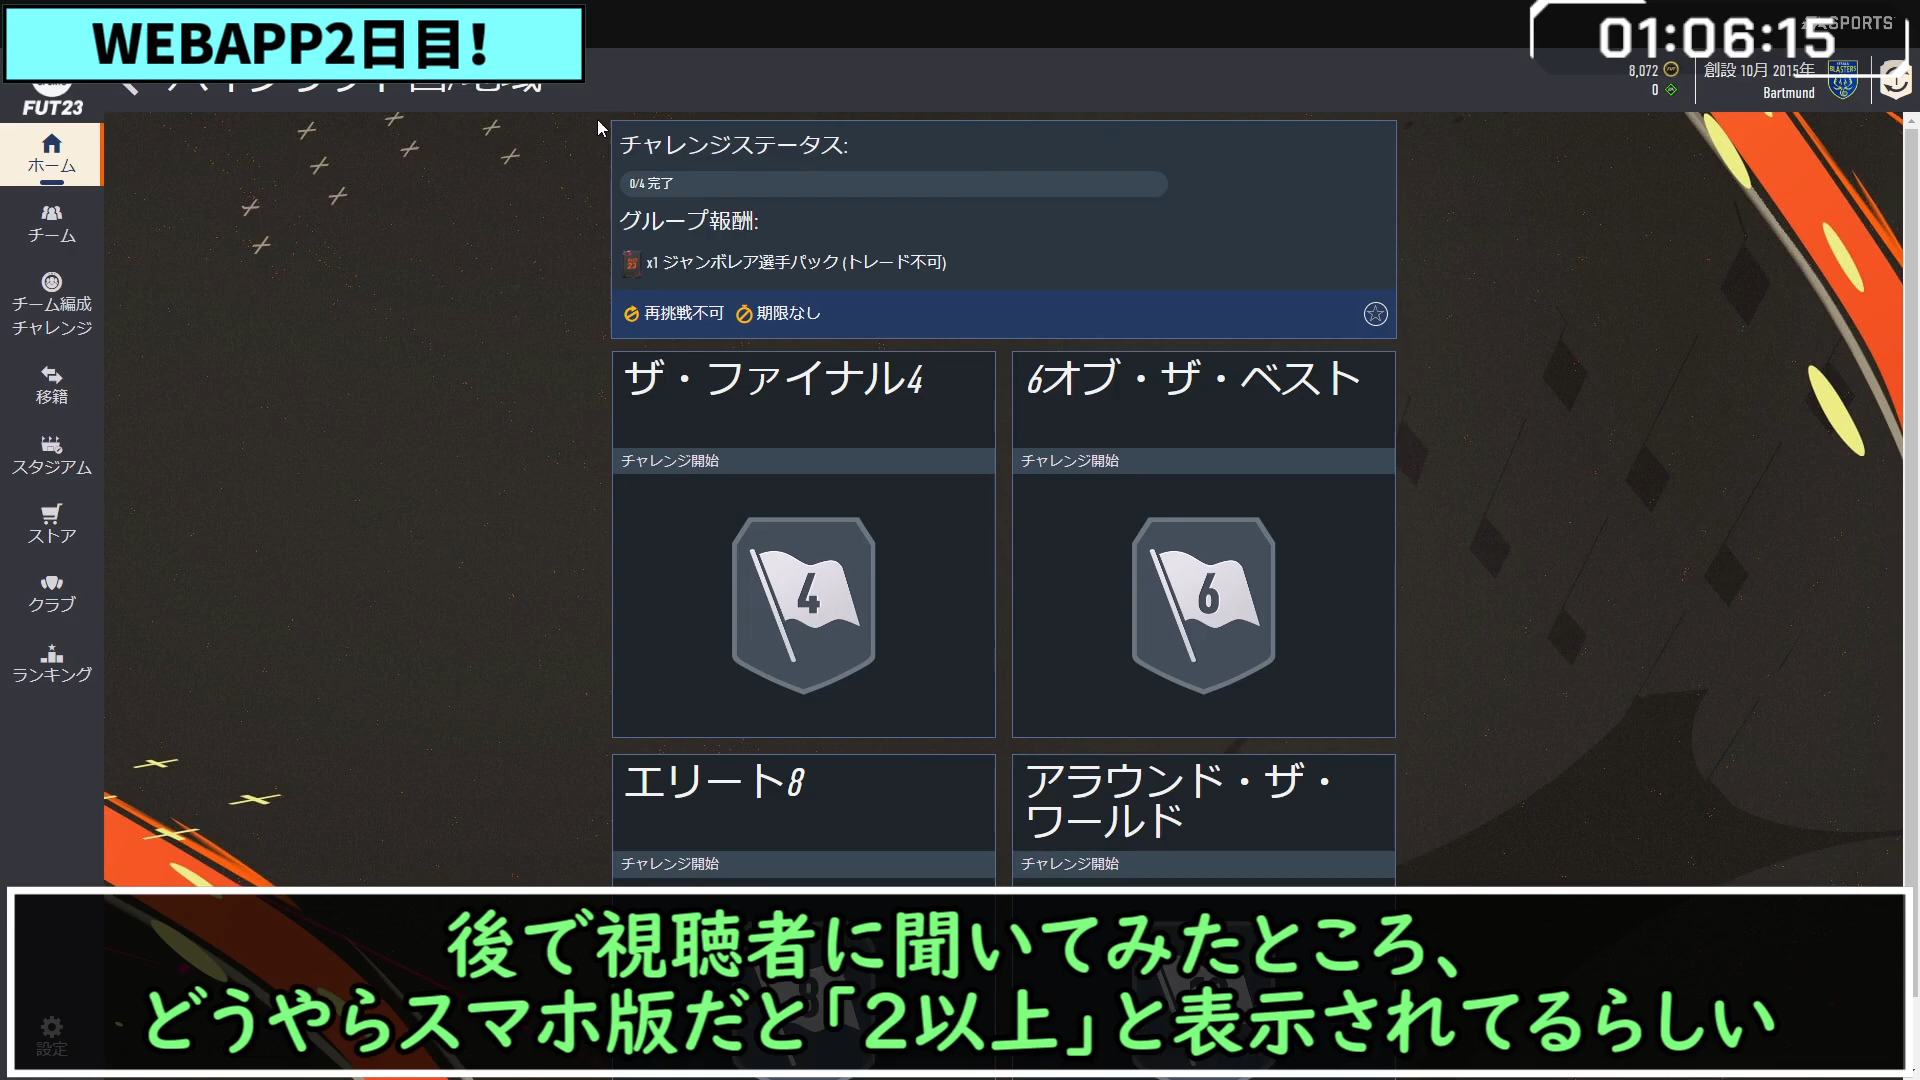 WEBAPP2日目!
01:06:15
EA SPORTS
8,072
0
創設 10月 2015年
Bartmund
FUT23
ホーム
チーム
チーム編成
チャレンジ
移籍
スタジアム
ストア
クラブ
ランキング
設定
チャレンジステータス:
0/4 完了
グループ報酬:
x1 ジャンボレア選手パック (トレード不可)
再挑戦不可 期限なし
ザ・ファイナル4
チャレンジ開始
4
6オブ・ザ・ベスト
チャレンジ開始
6
エリート8
チャレンジ開始
アラウンド・ザ・
ワールド
チャレンジ開始
後で視聴者に聞いてみたところ、
どうやらスマホ版だと「2以上」と表示されてるらしい